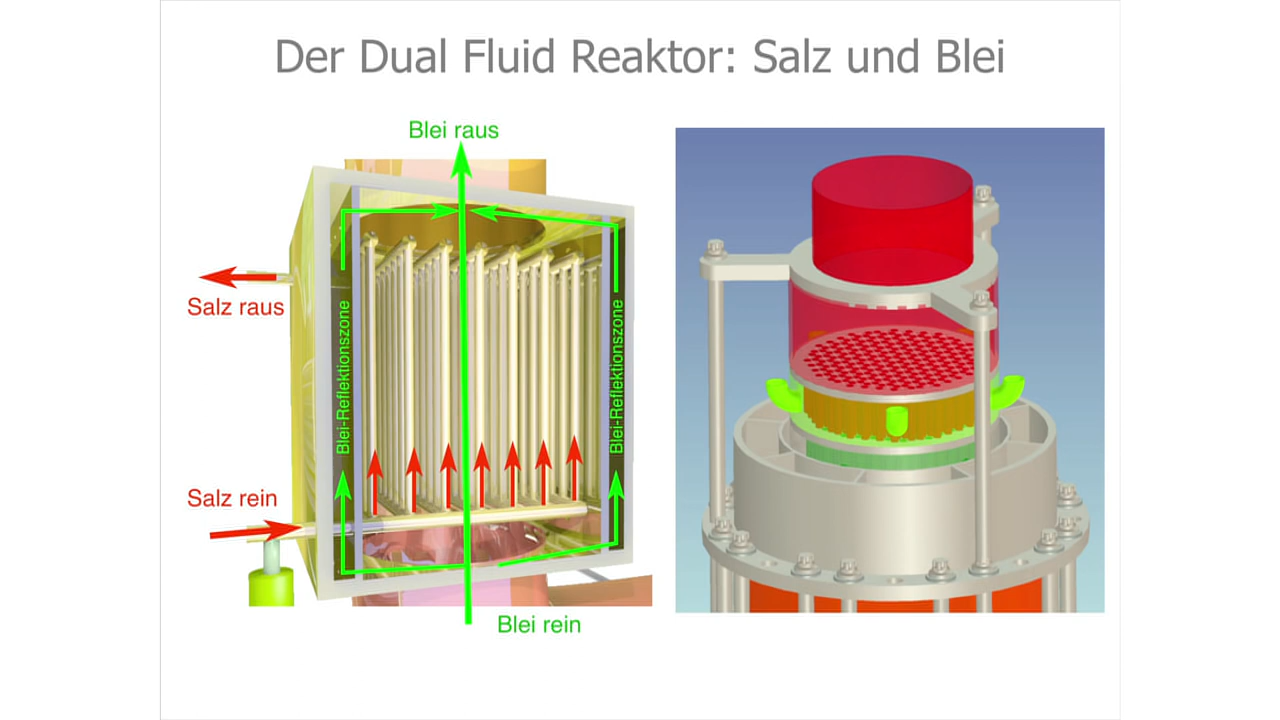 Der Dual Fluid Reaktor: Salz und Blei
Blei raus
Salz raus
Blei-Reflektionszone
Blei-Reflektionszone
Salz rein
Blei rein